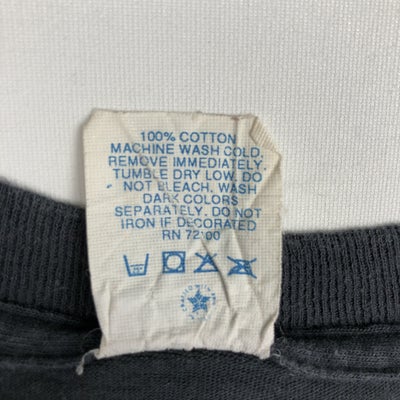 100% COTTON
MACHINE WASH COLD.
REMOVE IMMEDIATELY.
TUMBLE DRY LOW. DO
NOT BLEACH. WASH
DARK COLORS
SEPARATELY. DO NOT
IRON IF DECORATED
RN